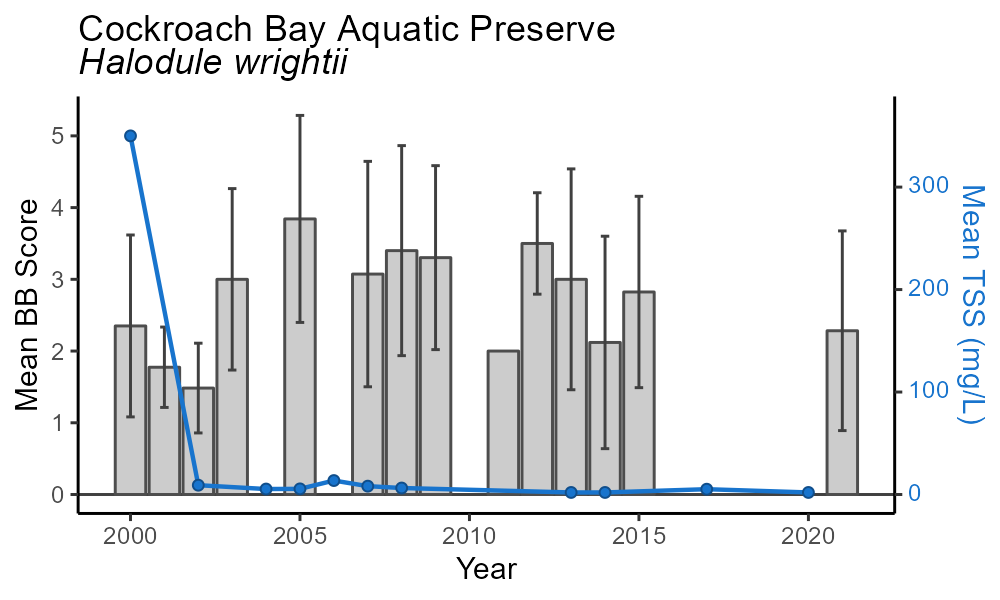 Cockroach Bay Aquatic Preserve
Halodule wrightii
Mean BB Score
5
4
3
2
1
0
300
200
100
0
Mean TSS (mg/L)
2000 2005 2010 2015 2020
Year